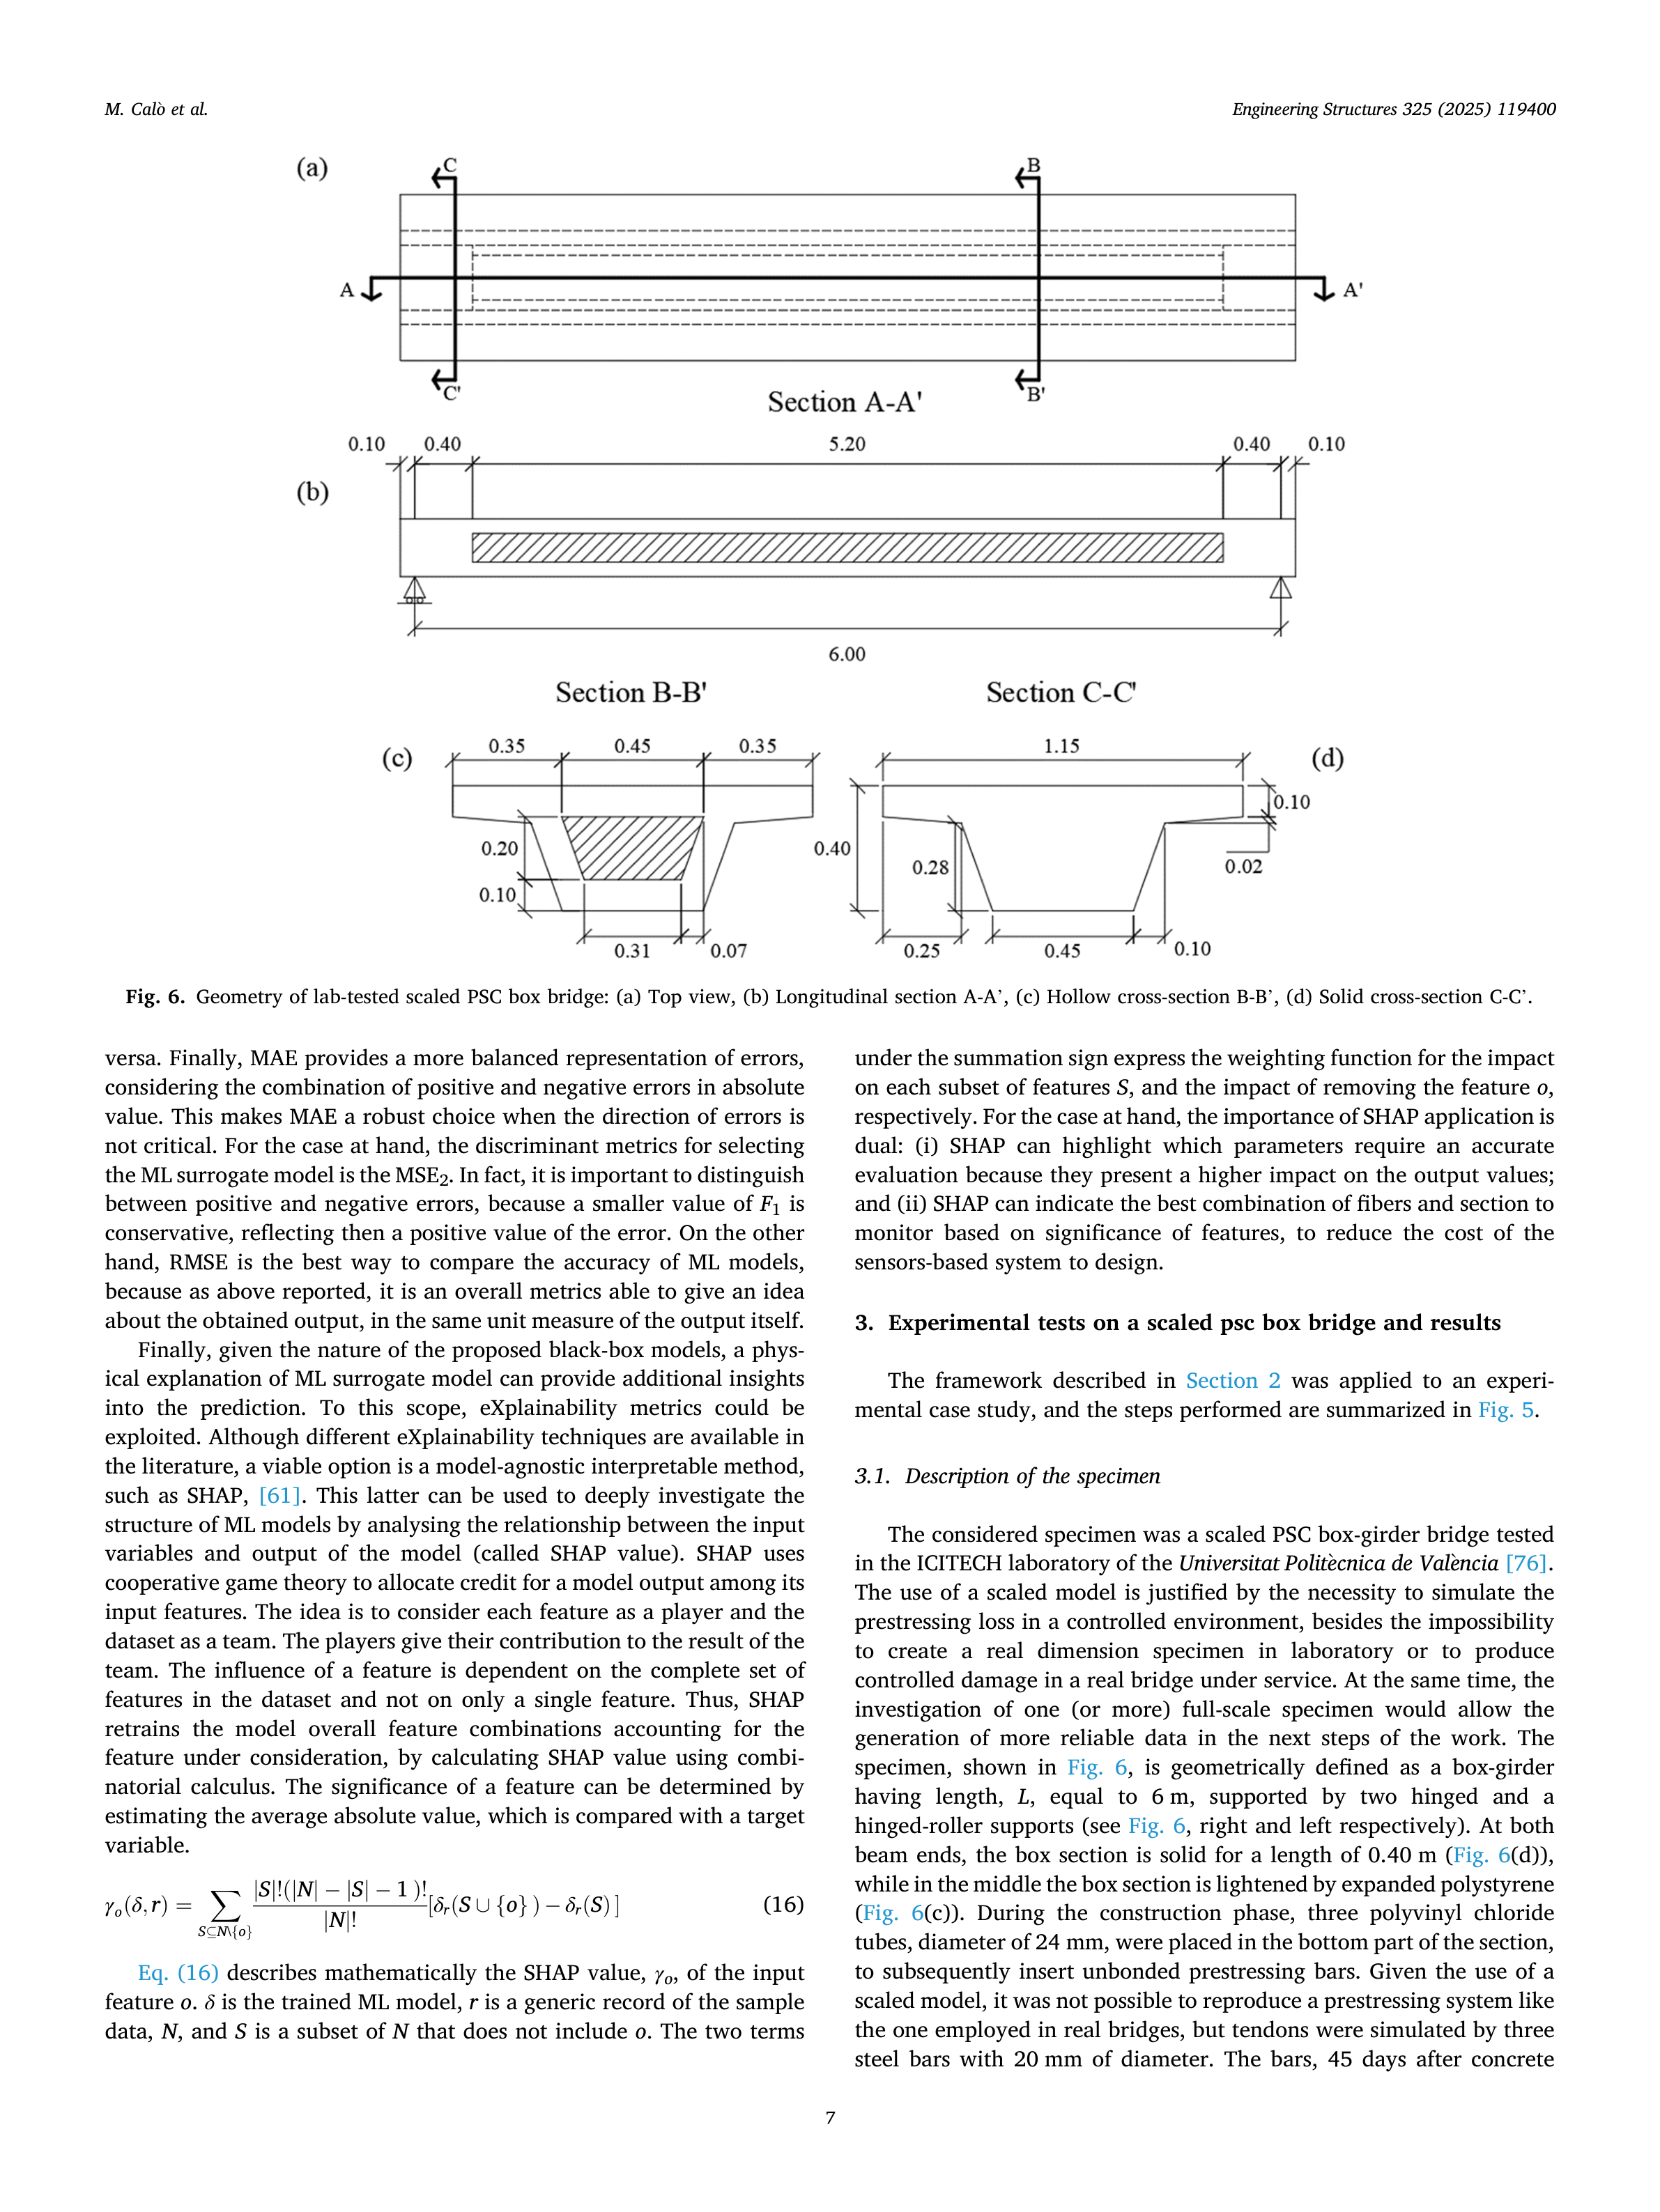 M. Calò et al.
Engineering Structures 325 (2025) 119400
(a)
C
B
A
A'
C'
B'
Section A-A'
0.10
0.40
5.20
0.40
0.10
(b)
6.00
Section B-B'
Section C-C'
(c)
0.35
0.45
0.35
1.15
(d)
0.10
0.20
0.40
0.28
0.02
0.10
0.31
0.07
0.25
0.45
0.10
Fig. 6. Geometry of lab-tested scaled PSC box bridge: (a) Top view, (b) Longitudinal section A-A’, (c) Hollow cross-section B-B’, (d) Solid cross-section C-C’.
versa. Finally, MAE provides a more balanced representation of errors,
considering the combination of positive and negative errors in absolute
value. This makes MAE a robust choice when the direction of errors is
not critical. For the case at hand, the discriminant metrics for selecting
the ML surrogate model is the MSE₂. In fact, it is important to distinguish
between positive and negative errors, because a smaller value of F₁ is
conservative, reflecting then a positive value of the error. On the other
hand, RMSE is the best way to compare the accuracy of ML models,
because as above reported, it is an overall metrics able to give an idea
about the obtained output, in the same unit measure of the output itself.
Finally, given the nature of the proposed black-box models, a phys-
ical explanation of ML surrogate model can provide additional insights
into the prediction. To this scope, eXplainability metrics could be
exploited. Although different eXplainability techniques are available in
the literature, a viable option is a model-agnostic interpretable method,
such as SHAP, [61]. This latter can be used to deeply investigate the
structure of ML models by analysing the relationship between the input
variables and output of the model (called SHAP value). SHAP uses
cooperative game theory to allocate credit for a model output among its
input features. The idea is to consider each feature as a player and the
dataset as a team. The players give their contribution to the result of the
team. The influence of a feature is dependent on the complete set of
features in the dataset and not on only a single feature. Thus, SHAP
retrains the model overall feature combinations accounting for the
feature under consideration, by calculating SHAP value using combi-
natorial calculus. The significance of a feature can be determined by
estimating the average absolute value, which is compared with a target
variable.
γₒ(δ, r) = ∑_{S⊆N\{o}} |S|!(|N| − |S| − 1 )!/|N|! [δᵣ(S ∪ {o} ) − δᵣ(S) ] (16)
Eq. (16) describes mathematically the SHAP value, γₒ, of the input
feature o. δ is the trained ML model, r is a generic record of the sample
data, N, and S is a subset of N that does not include o. The two terms
under the summation sign express the weighting function for the impact
on each subset of features S, and the impact of removing the feature o,
respectively. For the case at hand, the importance of SHAP application is
dual: (i) SHAP can highlight which parameters require an accurate
evaluation because they present a higher impact on the output values;
and (ii) SHAP can indicate the best combination of fibers and section to
monitor based on significance of features, to reduce the cost of the
sensors-based system to design.
3. Experimental tests on a scaled psc box bridge and results
The framework described in Section 2 was applied to an experi-
mental case study, and the steps performed are summarized in Fig. 5.
3.1. Description of the specimen
The considered specimen was a scaled PSC box-girder bridge tested
in the ICITECH laboratory of the Universitat Politècnica de València [76].
The use of a scaled model is justified by the necessity to simulate the
prestressing loss in a controlled environment, besides the impossibility
to create a real dimension specimen in laboratory or to produce
controlled damage in a real bridge under service. At the same time, the
investigation of one (or more) full-scale specimen would allow the
generation of more reliable data in the next steps of the work. The
specimen, shown in Fig. 6, is geometrically defined as a box-girder
having length, L, equal to 6 m, supported by two hinged and a
hinged-roller supports (see Fig. 6, right and left respectively). At both
beam ends, the box section is solid for a length of 0.40 m (Fig. 6(d)),
while in the middle the box section is lightened by expanded polystyrene
(Fig. 6(c)). During the construction phase, three polyvinyl chloride
tubes, diameter of 24 mm, were placed in the bottom part of the section,
to subsequently insert unbonded prestressing bars. Given the use of a
scaled model, it was not possible to reproduce a prestressing system like
the one employed in real bridges, but tendons were simulated by three
steel bars with 20 mm of diameter. The bars, 45 days after concrete
7